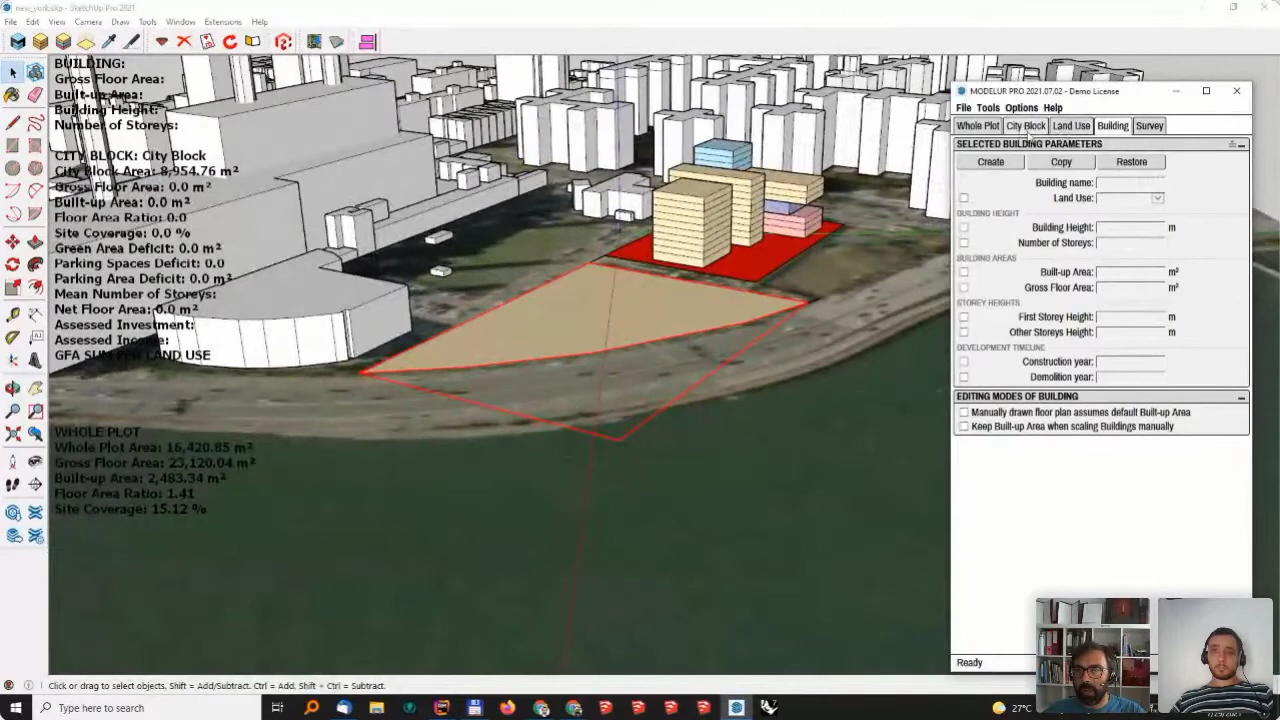 new_york.skp - SketchUp Pro 2021
File Edit View Camera Draw Tools Window Extensions Help
BUILDING:
Gross Floor Area:
Built-up Area:
Building Height:
Number of Storeys:
CITY BLOCK: City Block
City Block Area: 8,954.76 m²
Gross Floor Area: 0.0 m²
Built-up Area: 0.0 m²
Floor Area Ratio: 0.0
Site Coverage: 0.0 %
Green Area Deficit: 0.0 m²
Parking Spaces Deficit: 0.0
Parking Area Deficit: 0.0 m²
Mean Number of Storeys:
Net Floor Area: 0.0 m²
Assessed Investment:
Assessed Income:
GFA SUM PER LAND USE
WHOLE PLOT
Whole Plot Area: 16,420.85 m²
Gross Floor Area: 23,120.04 m²
Built-up Area: 2,483.34 m²
Floor Area Ratio: 1.41
Site Coverage: 15.12 %
MODELUR PRO 2021.07.02 - Demo License
File Tools Options Help
Whole Plot City Block Land Use Building Survey
SELECTED BUILDING PARAMETERS
Create Copy Restore
Building name:
Land Use:
BUILDING HEIGHT
Building Height: m
Number of Storeys:
BUILDING AREAS
Built-up Area: m²
Gross Floor Area: m²
STOREY HEIGHTS
First Storey Height: m
Other Storeys Height: m
DEVELOPMENT TIMELINE
Construction year:
Demolition year:
EDITING MODES OF BUILDING
Manually drawn floor plan assumes default Built-up Area
Keep Built-up Area when scaling Buildings manually
Ready
Click or drag to select objects. Shift = Add/Subtract. Ctrl = Add. Shift + Ctrl = Subtract.
Type here to search
27°C